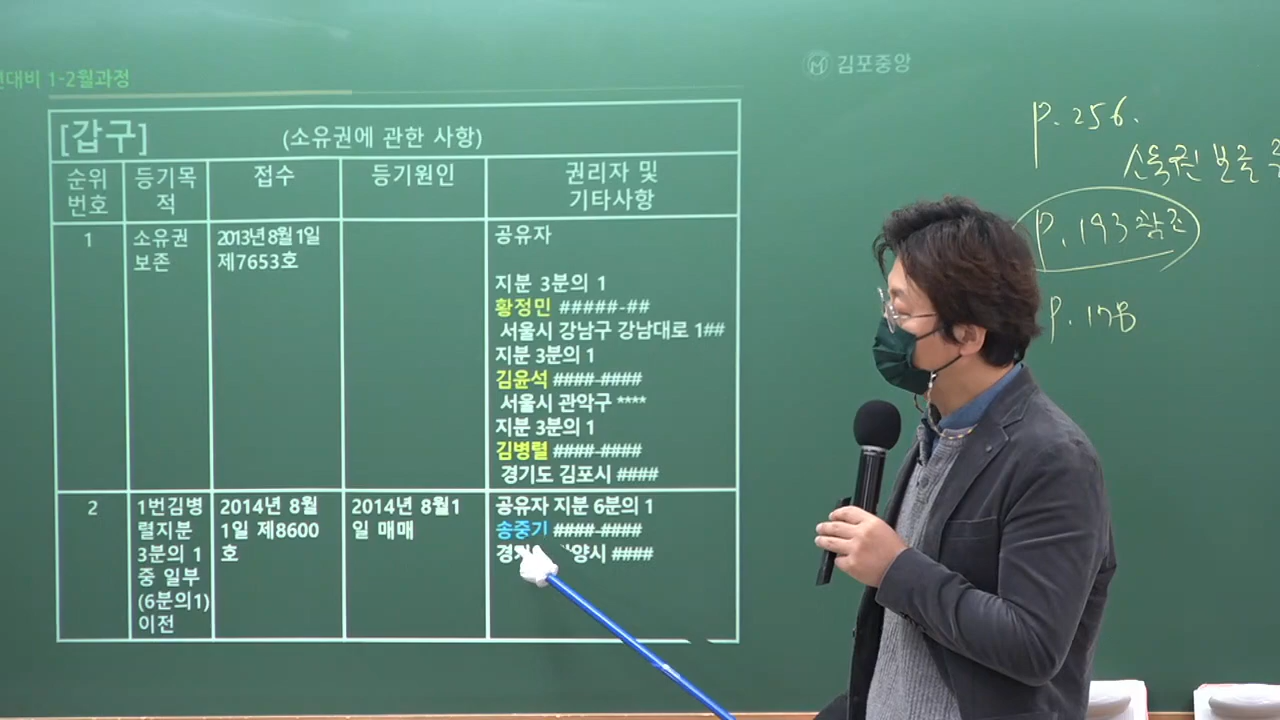 대비 1-2월과정
김포중앙
[갑구] (소유권에 관한 사항)
순위
번호
등기목
적
접수
등기원인
권리자 및
기타사항
1
소유권
보존
2013년 8월 1일
제7653호
공유자
지분 3분의 1
황정민 #####-##
서울시 강남구 강남대로 1##
지분 3분의 1
김윤석 ####-####
서울시 관악구 ****
지분 3분의 1
김병렬 ####-####
경기도 김포시 ####
2
1번김병
렬지분
3분의 1
중 일부
(6분의1)
이전
2014년 8월
1일 제8600
호
2014년 8월1
일 매매
공유자 지분 6분의 1
송중기 ####-####
양시 ####
p. 256.
소유권 보존
p. 193 참조
p. 178